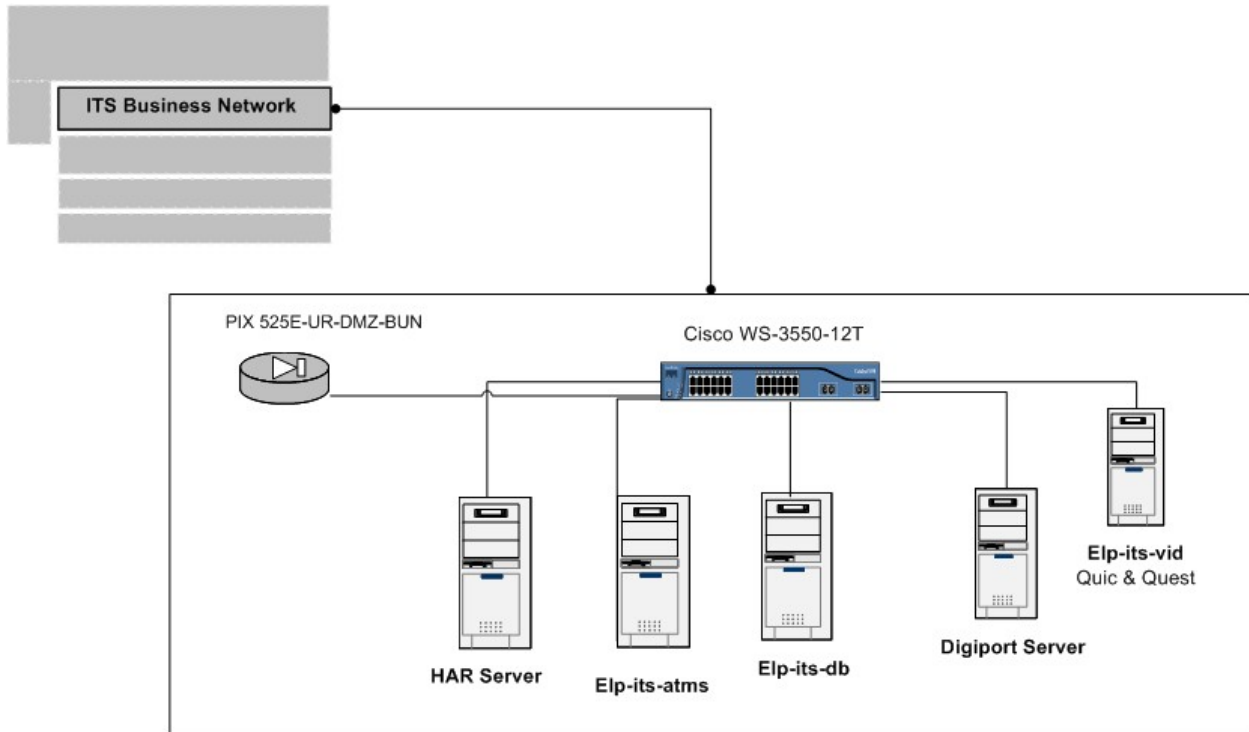 ITS Business Network
PIX 525E-UR-DMZ-BUN
Cisco WS-3550-12T
HAR Server
Elp-its-atms
Elp-its-db
Digiport Server
Elp-its-vid
Quic & Quest